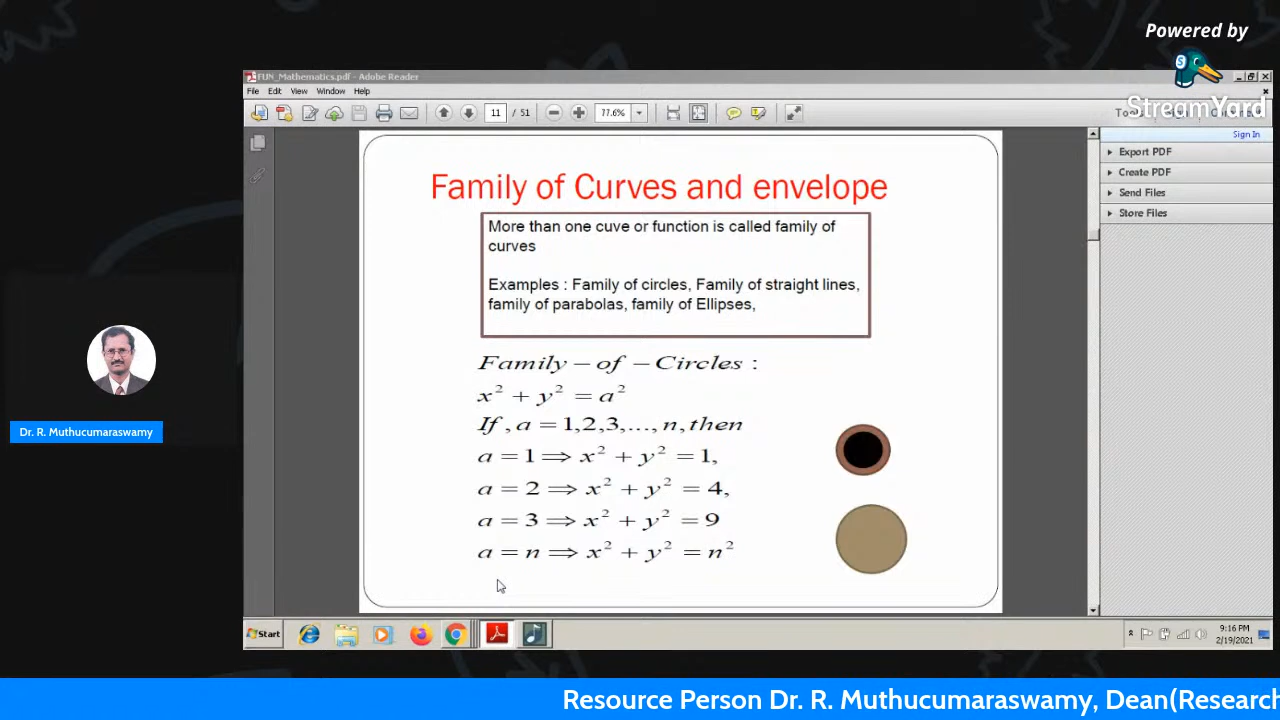 Powered by
StreamYard
FUN_Mathematics.pdf - Adobe Reader
File Edit View Window Help
11 / 51 77.6%
Sign In
Export PDF
Create PDF
Send Files
Store Files
Family of Curves and envelope
More than one cuve or function is called family of
curves
Examples : Family of circles, Family of straight lines,
family of parabolas, family of Ellipses,
Family – of – Circles :
x² + y² = a²
If, a = 1,2,3,..., n, then
a = 1 ⇒ x² + y² = 1,
a = 2 ⇒ x² + y² = 4,
a = 3 ⇒ x² + y² = 9
a = n ⇒ x² + y² = n²
Dr. R. Muthucumaraswamy
Start
9:16 PM
2/19/2021
Resource Person Dr. R. Muthucumaraswamy, Dean(Research